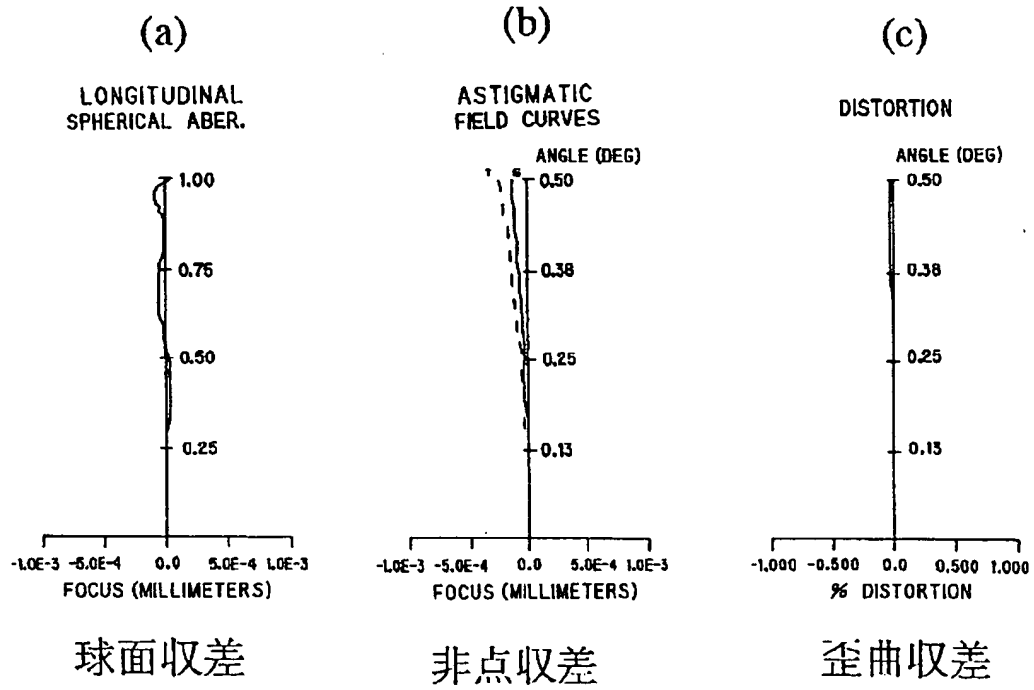 (a)
LONGITUDINAL
SPHERICAL ABER.
1.00
0.75
0.50
0.25
-1.0E-3 -5.0E-4 0.0 5.0E-4 1.0E-3
FOCUS (MILLIMETERS)
球面収差
(b)
ASTIGMATIC
FIELD CURVES
ANGLE (DEG)
T S
0.50
0.38
0.25
0.13
-1.0E-3 -5.0E-4 0.0 5.0E-4 1.0E-3
FOCUS (MILLIMETERS)
非点収差
(c)
DISTORTION
ANGLE (DEG)
0.50
0.38
0.25
0.13
-1.000 -0.500 0.0 0.500 1.000
% DISTORTION
歪曲収差